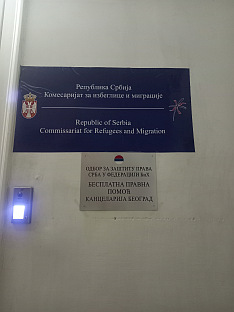 Република Србија
Комесаријат за избеглице и миграције
Republic of Serbia
Commissariat for Refugees and Migration
ОДБОР ЗА ЗАШТИТУ ПРАВА
СРБА У ФЕДЕРАЦИЈИ БиХ
БЕСПЛАТНА ПРАВНА
ПОМОЋ
КАНЦЕЛАРИЈА БЕОГРАД